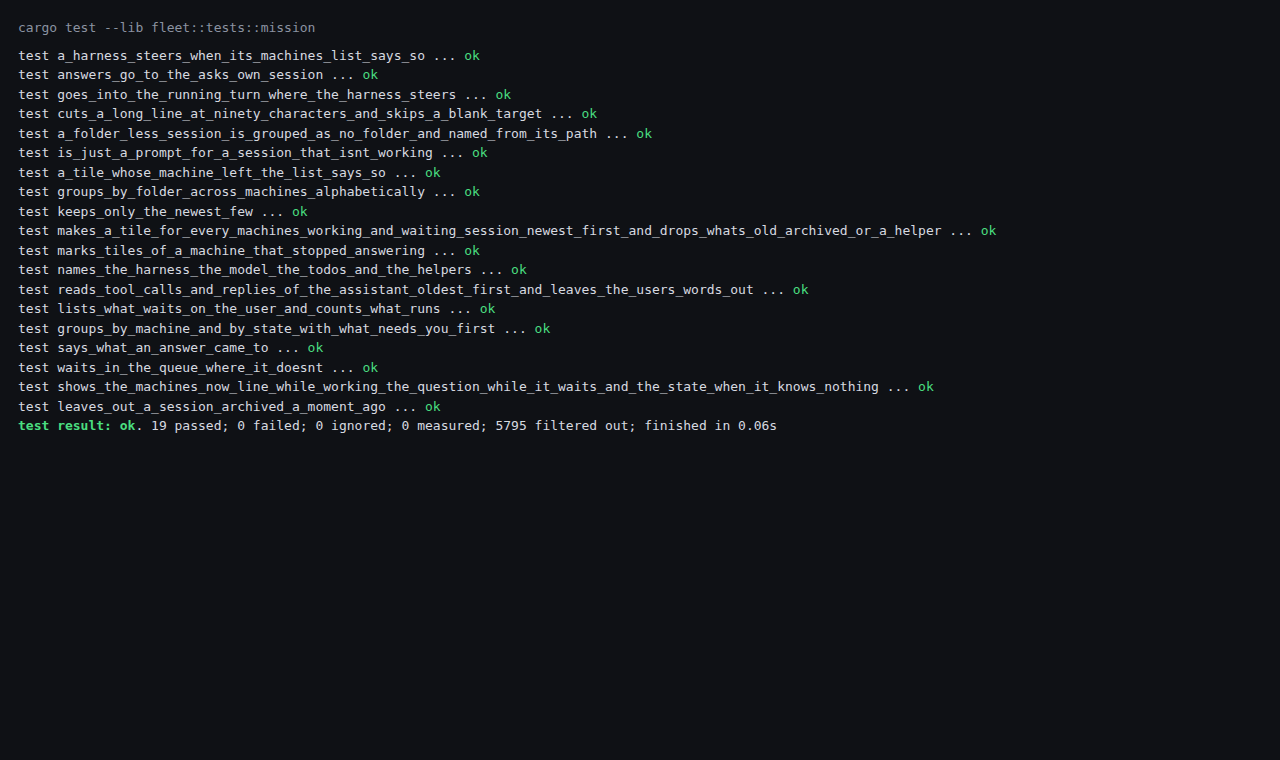 cargo test --lib fleet::tests::mission
test a_harness_steers_when_its_machines_list_says_so ... ok
test answers_go_to_the_asks_own_session ... ok
test goes_into_the_running_turn_where_the_harness_steers ... ok
test cuts_a_long_line_at_ninety_characters_and_skips_a_blank_target ... ok
test a_folder_less_session_is_grouped_as_no_folder_and_named_from_its_path ... ok
test is_just_a_prompt_for_a_session_that_isnt_working ... ok
test a_tile_whose_machine_left_the_list_says_so ... ok
test groups_by_folder_across_machines_alphabetically ... ok
test keeps_only_the_newest_few ... ok
test makes_a_tile_for_every_machines_working_and_waiting_session_newest_first_and_drops_whats_old_archived_or_a_helper ... ok
test marks_tiles_of_a_machine_that_stopped_answering ... ok
test names_the_harness_the_model_the_todos_and_the_helpers ... ok
test reads_tool_calls_and_replies_of_the_assistant_oldest_first_and_leaves_the_users_words_out ... ok
test lists_what_waits_on_the_user_and_counts_what_runs ... ok
test groups_by_machine_and_by_state_with_what_needs_you_first ... ok
test says_what_an_answer_came_to ... ok
test waits_in_the_queue_where_it_doesnt ... ok
test shows_the_machines_now_line_while_working_the_question_while_it_waits_and_the_state_when_it_knows_nothing ... ok
test leaves_out_a_session_archived_a_moment_ago ... ok
test result: ok. 19 passed; 0 failed; 0 ignored; 0 measured; 5795 filtered out; finished in 0.06s